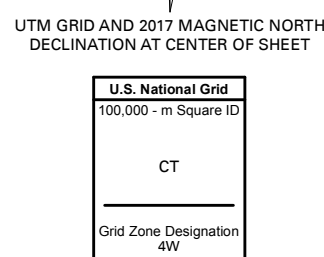 UTM GRID AND 2017 MAGNETIC NORTH
DECLINATION AT CENTER OF SHEET
U.S. National Grid
100,000 - m Square ID
CT
Grid Zone Designation
4W